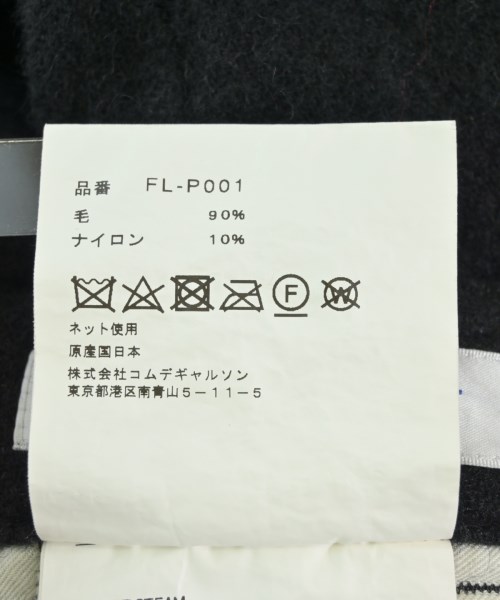 品番 FL-P001
毛 90%
ナイロン 10%
F W
ネット使用
原産国日本
株式会社コムデギャルソン
東京都港区南青山5-11-5
STEAM